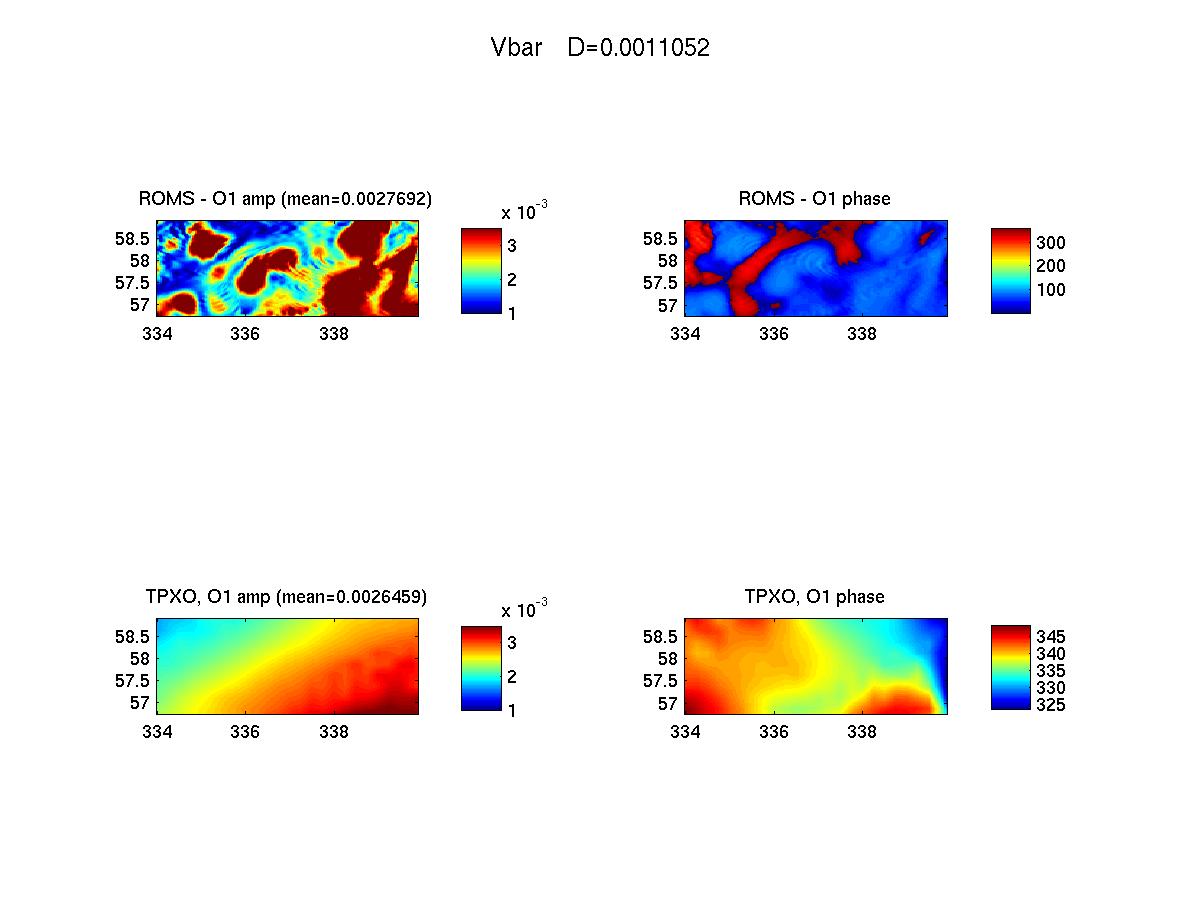 Vbar D=0.0011052
ROMS - O1 amp (mean=0.0027692)
x 10-3
58.5
58
57.5
57
334 336 338
3
2
1
ROMS - O1 phase
58.5
58
57.5
57
334 336 338
300
200
100
TPXO, O1 amp (mean=0.0026459)
x 10-3
58.5
58
57.5
57
334 336 338
3
2
1
TPXO, O1 phase
58.5
58
57.5
57
334 336 338
345
340
335
330
325